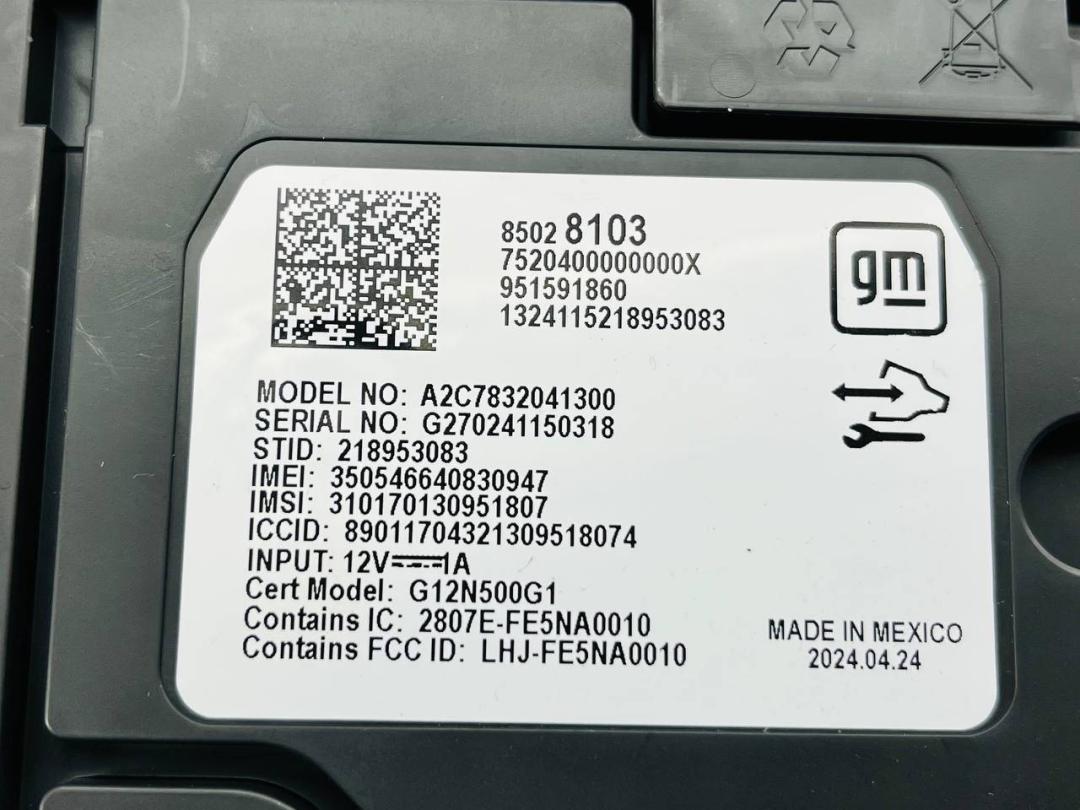 8502 8103
7520400000000X
951591860
1324115218953083
gm
MODEL NO: A2C7832041300
SERIAL NO: G270241150318
STID: 218953083
IMEI: 350546640830947
IMSI: 310170130951807
ICCID: 89011704321309518074
INPUT: 12V⎓1A
Cert Model: G12N500G1
Contains IC: 2807E-FE5NA0010
Contains FCC ID: LHJ-FE5NA0010
MADE IN MEXICO
2024.04.24